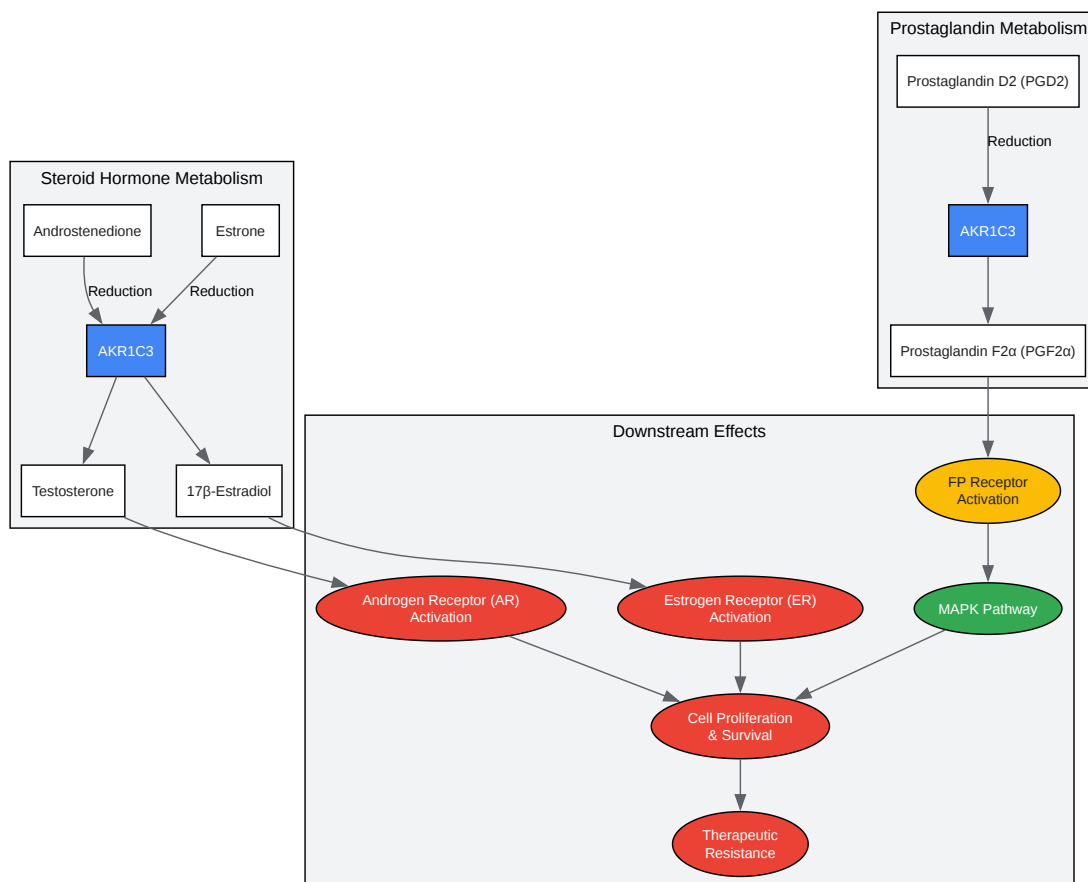 Prostaglandin Metabolism
Prostaglandin D2 (PGD2)
Reduction
AKR1C3
Prostaglandin F2α (PGF2α)
Steroid Hormone Metabolism
Androstenedione
Estrone
Reduction
Reduction
AKR1C3
Testosterone
17β-Estradiol
Downstream Effects
FP Receptor
Activation
Androgen Receptor (AR)
Activation
Estrogen Receptor (ER)
Activation
MAPK Pathway
Cell Proliferation
& Survival
Therapeutic
Resistance